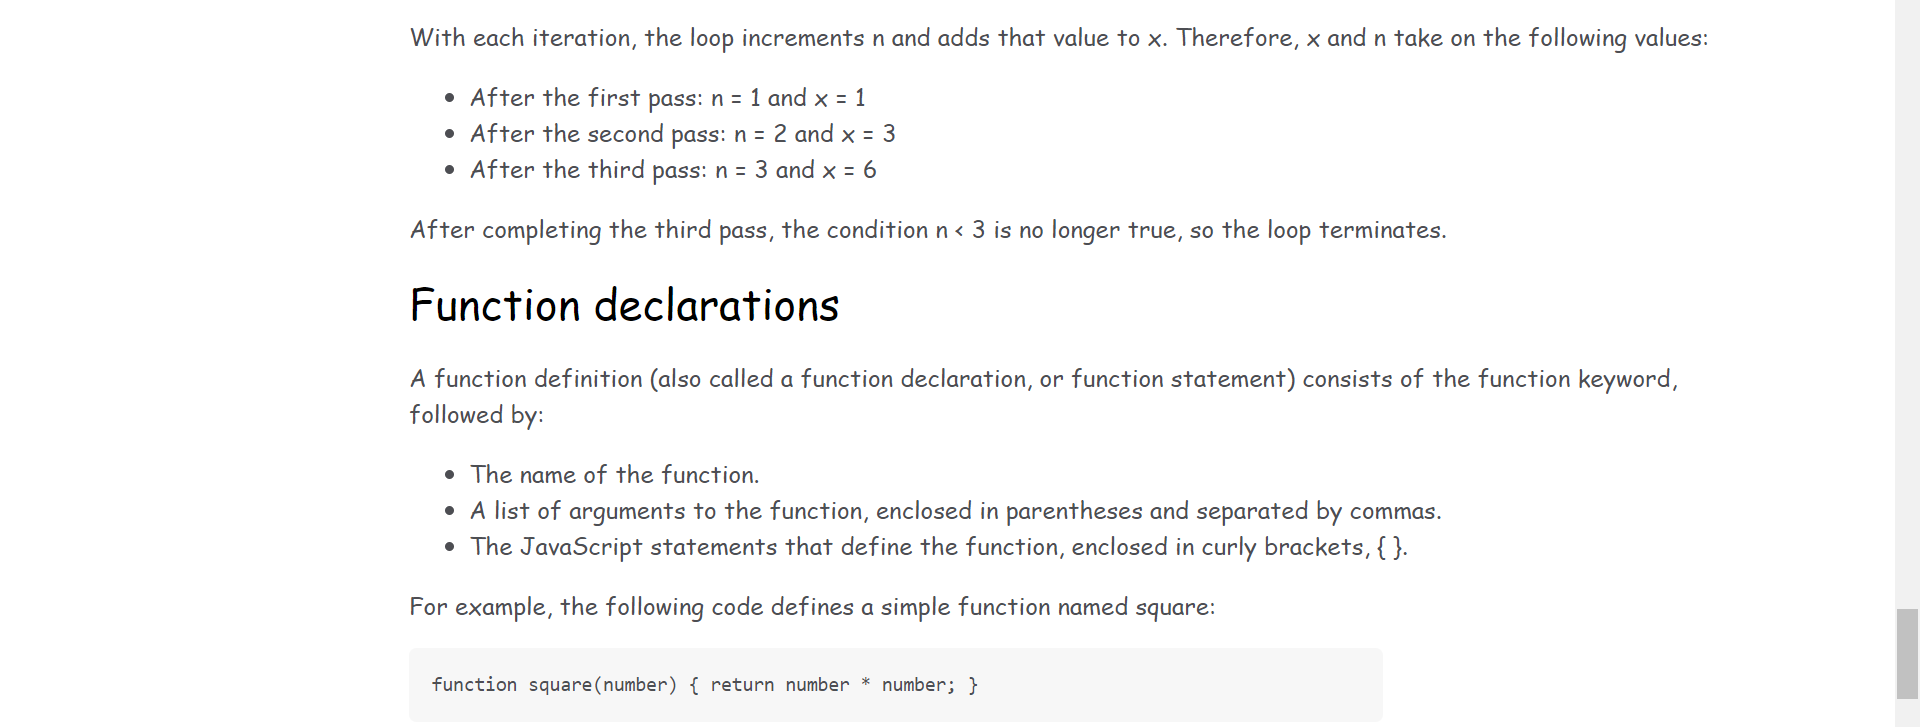 With each iteration, the loop increments n and adds that value to x. Therefore, x and n take on the following values:
After the first pass: n = 1 and x = 1
After the second pass: n = 2 and x = 3
After the third pass: n = 3 and x = 6
After completing the third pass, the condition n < 3 is no longer true, so the loop terminates.
Function declarations
A function definition (also called a function declaration, or function statement) consists of the function keyword,
followed by:
The name of the function.
A list of arguments to the function, enclosed in parentheses and separated by commas.
The JavaScript statements that define the function, enclosed in curly brackets, { }.
For example, the following code defines a simple function named square:
function square(number) { return number * number; }